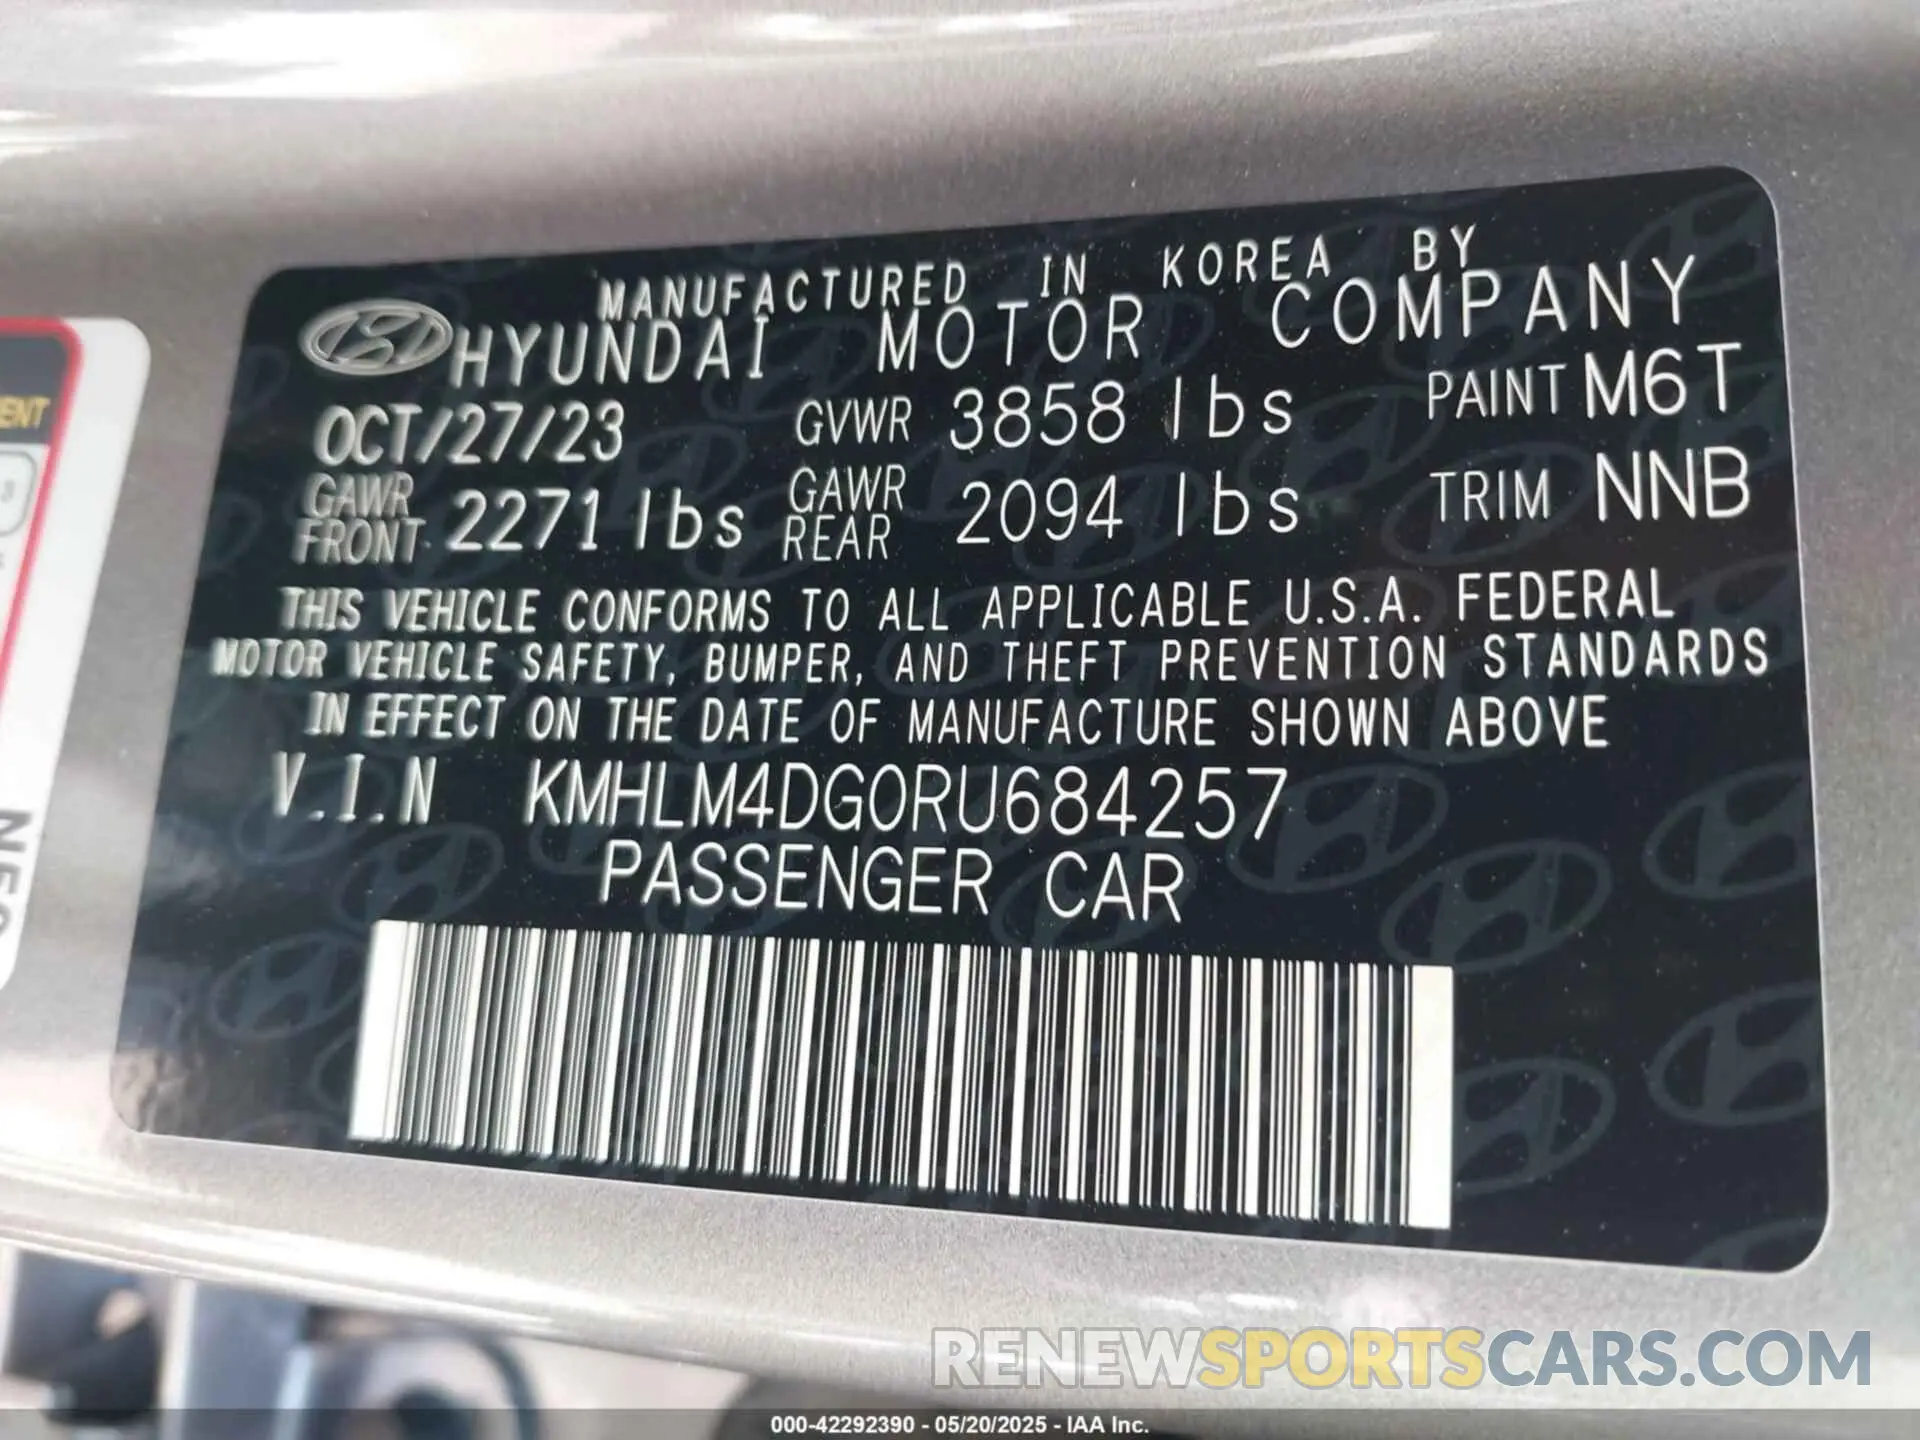 MANUFACTURED IN KOREA BY
HYUNDAI MOTOR COMPANY
OCT/27/23 GVWR 3858 lbs PAINT M6T
GAWR FRONT 2271 lbs GAWR REAR 2094 lbs TRIM NNB
THIS VEHICLE CONFORMS TO ALL APPLICABLE U.S.A. FEDERAL
MOTOR VEHICLE SAFETY, BUMPER, AND THEFT PREVENTION STANDARDS
IN EFFECT ON THE DATE OF MANUFACTURE SHOWN ABOVE
V.I.N KMHLM4DG0RU684257
PASSENGER CAR
RENEWSPORTSCARS.COM
000-42292390 - 05/20/2025 - IAA Inc.